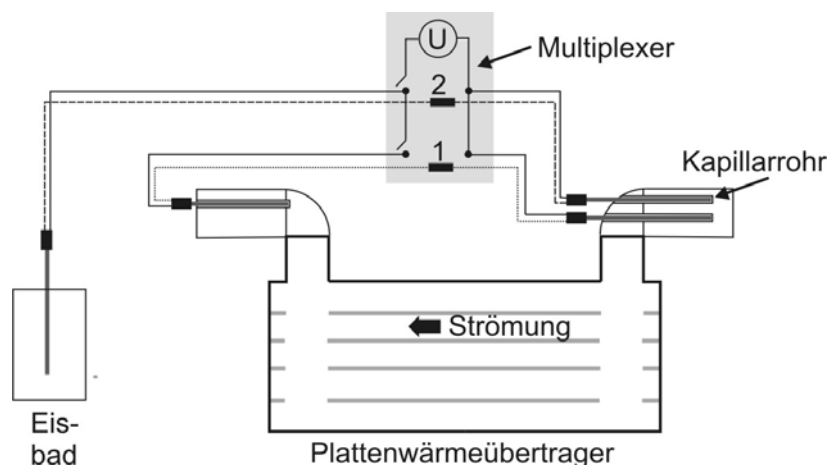 U
Multiplexer
2
1
Kapillarrohr
Strömung
Eis-
bad
Plattenwärmeübertrager